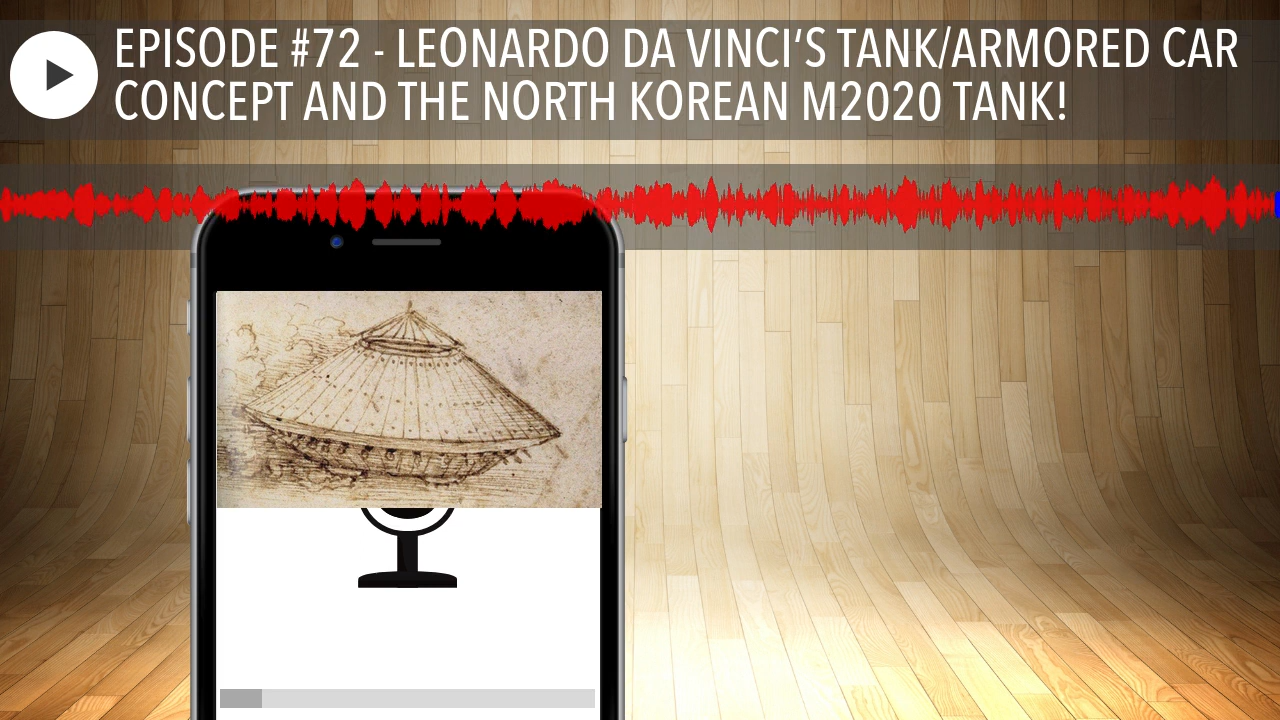 EPISODE #72 - LEONARDO DA VINCI'S TANK/ARMORED CAR
CONCEPT AND THE NORTH KOREAN M2020 TANK!